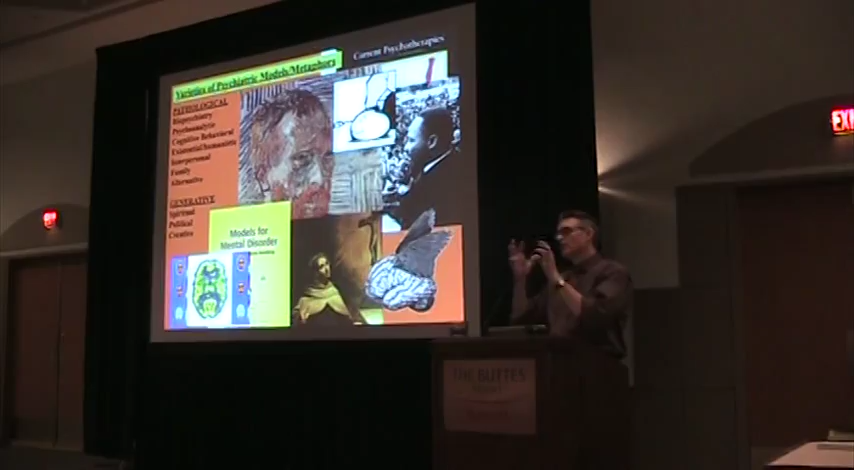 Current Psychotherapies
Varieties of Psychiatric Models/Metaphors
PATHOLOGICAL
Biopsychiatry
Psychoanalytic
Cognitive Behavioral
Existential/humanistic
Interpersonal
Family
Alternative
GENERATIVE
Spiritual
Political
Creative
Models for
Mental Disorder
THE BUTTES
EXI
EXIT